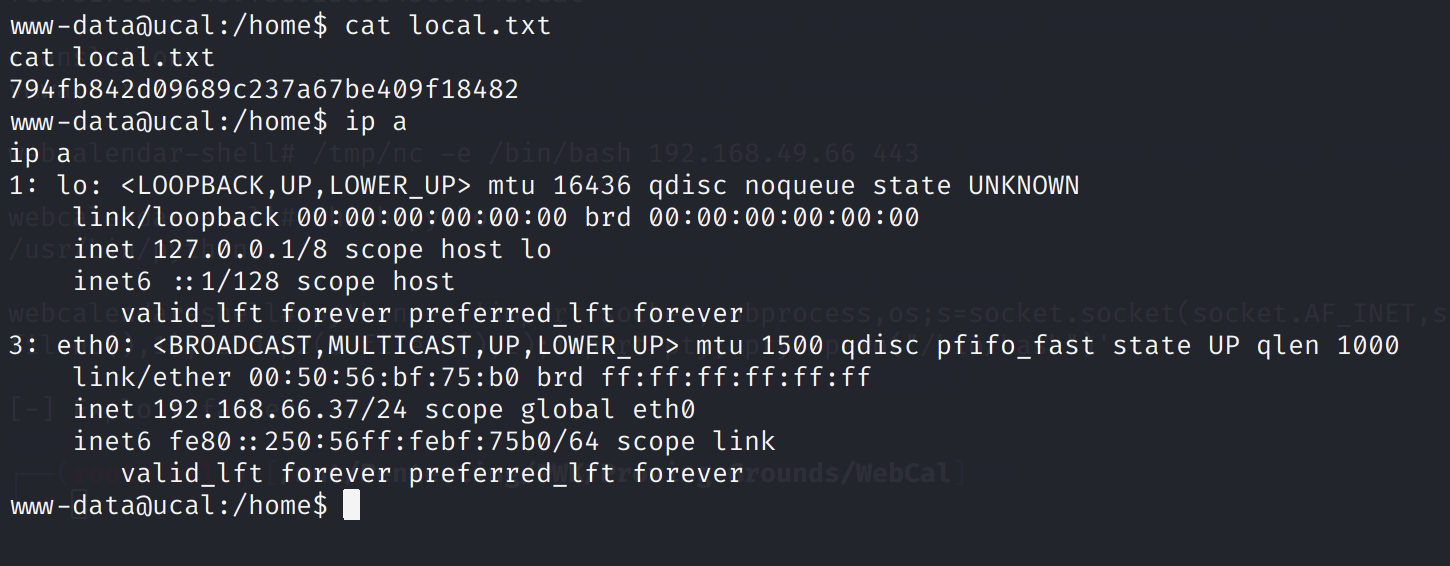 www-data@ucal:/home$ cat local.txt
cat local.txt
794fb842d09689c237a67be409f18482
www-data@ucal:/home$ ip a
ip a
1: lo: <LOOPBACK,UP,LOWER_UP> mtu 16436 qdisc noqueue state UNKNOWN
    link/loopback 00:00:00:00:00:00 brd 00:00:00:00:00:00
    inet 127.0.0.1/8 scope host lo
    inet6 ::1/128 scope host
       valid_lft forever preferred_lft forever
3: eth0: <BROADCAST,MULTICAST,UP,LOWER_UP> mtu 1500 qdisc pfifo_fast state UP qlen 1000
    link/ether 00:50:56:bf:75:b0 brd ff:ff:ff:ff:ff:ff
    inet 192.168.66.37/24 scope global eth0
    inet6 fe80::250:56ff:febf:75b0/64 scope link
       valid_lft forever preferred_lft forever
www-data@ucal:/home$